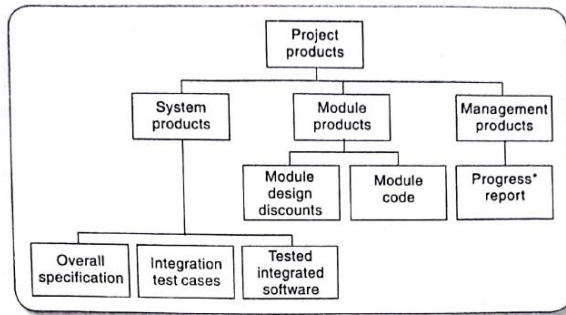 Project
products
System
products
Module
products
Management
products
Module
design
discounts
Module
code
Progress*
report
Overall
specification
Integration
test cases
Tested
integrated
software